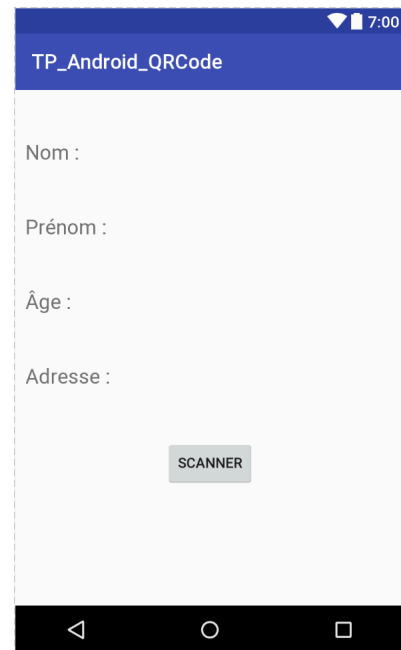 7:00
TP_Android_QRCode
Nom :
Prénom :
Âge :
Adresse :
SCANNER